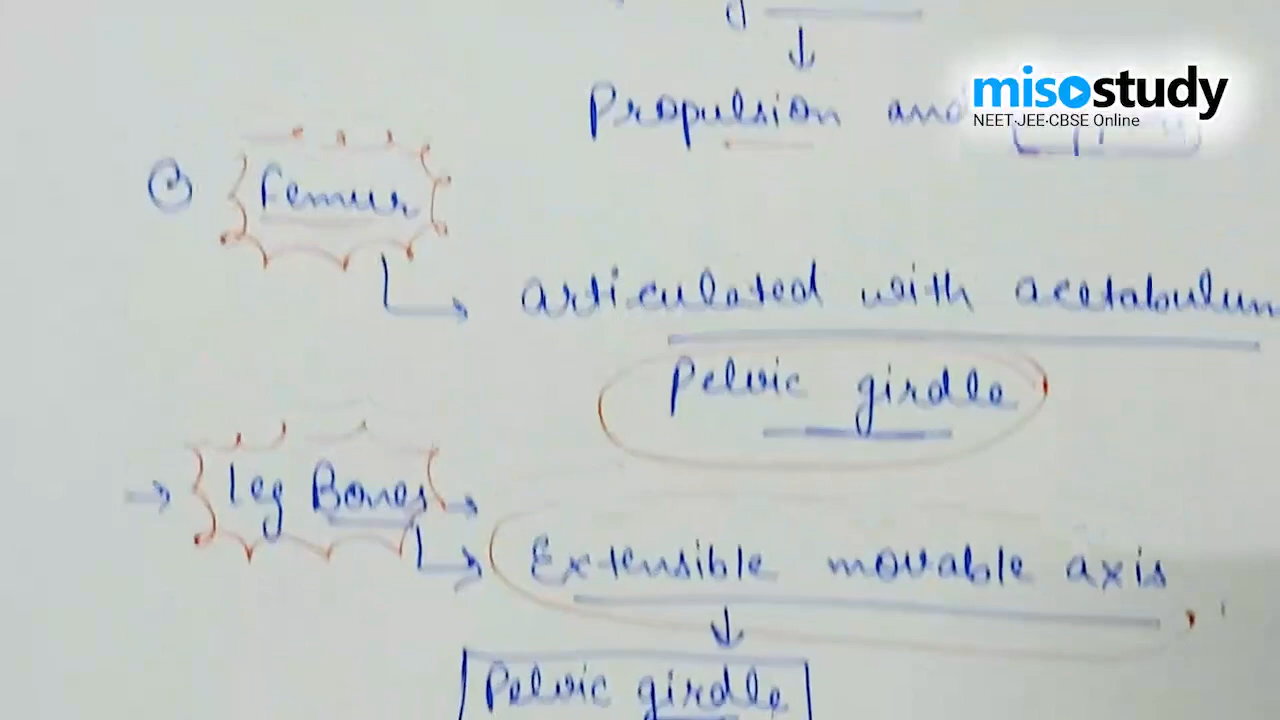 misostudy
NEET-JEE-CBSE Online
Propulsion and
③ Femur
articulated with acetabulum
Pelvic girdle
→ Leg Bones →
Extensible movable axis,
Pelvic girdle